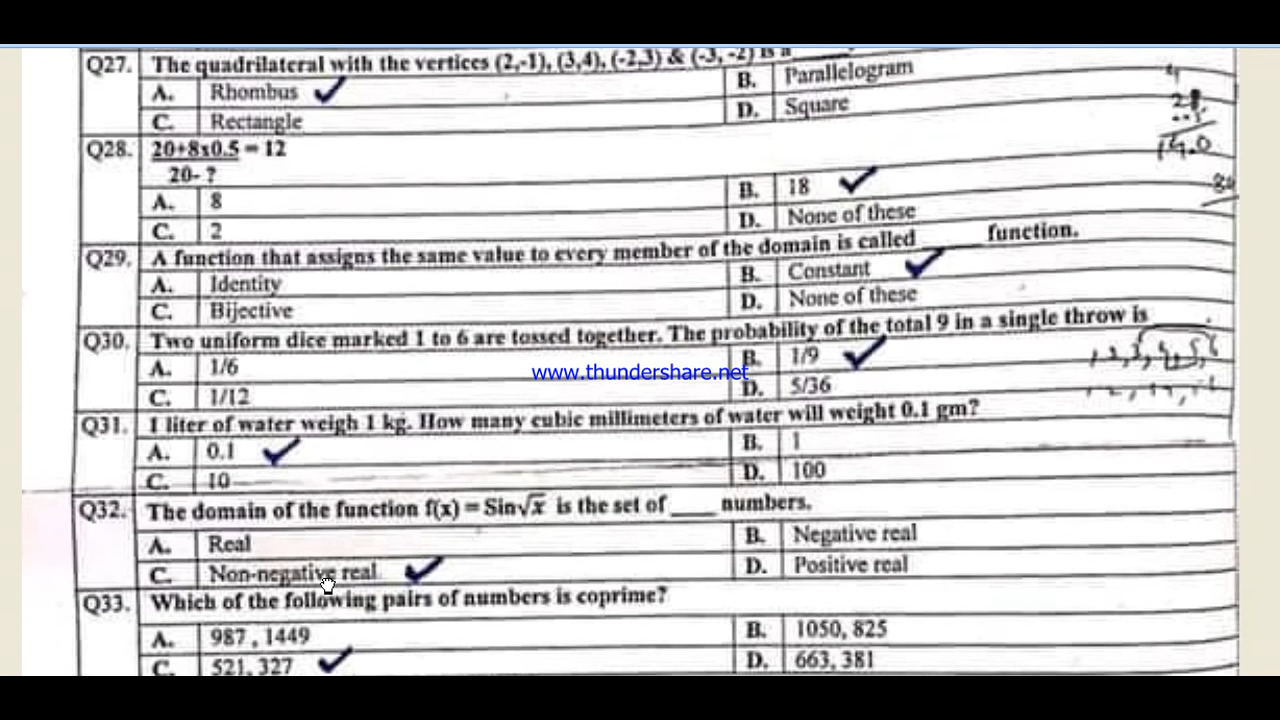 Q27. The quadrilateral with the vertices (2,-1), (3,4), (-2,3) & (-3, -2) is a ____.
A. Rhombus B. Parallelogram
C. Rectangle D. Square
Q28. 20+8x0.5 = 12
20- ?
A. 8 B. 18
C. 2 D. None of these
Q29. A function that assigns the same value to every member of the domain is called ____ function.
A. Identity B. Constant
C. Bijective D. None of these
Q30. Two uniform dice marked 1 to 6 are tossed together. The probability of the total 9 in a single throw is
A. 1/6 B. 1/9
www.thundershare.net
C. 1/12 D. 5/36
Q31. 1 liter of water weigh 1 kg. How many cubic millimeters of water will weight 0.1 gm?
A. 0.1 B. 1
C. 10 D. 100
Q32. The domain of the function f(x) = Sin√x is the set of ____ numbers.
A. Real B. Negative real
C. Non-negative real D. Positive real
Q33. Which of the following pairs of numbers is coprime?
A. 987 , 1449 B. 1050, 825
C. 521, 327 D. 663, 381